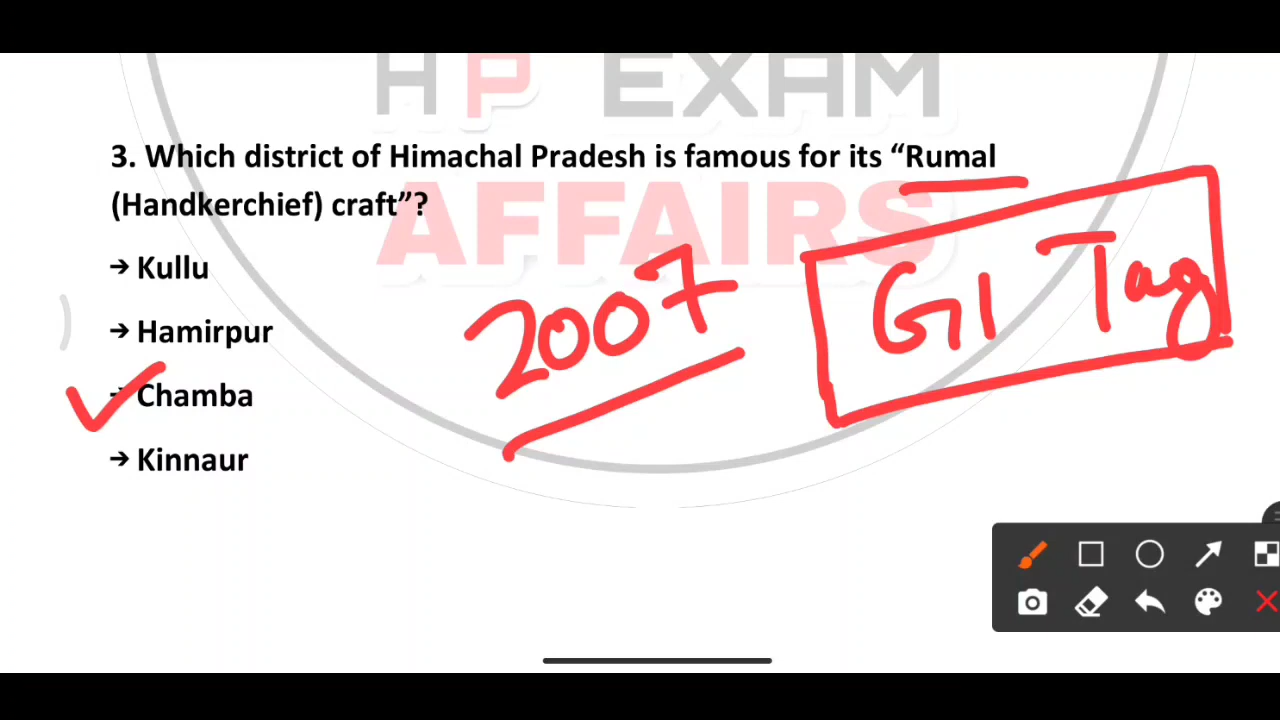 HP EXAM
AFFAIRS
3. Which district of Himachal Pradesh is famous for its “Rumal
(Handkerchief) craft”?
→ Kullu
→ Hamirpur
→ Chamba
→ Kinnaur
2007
GI Tag